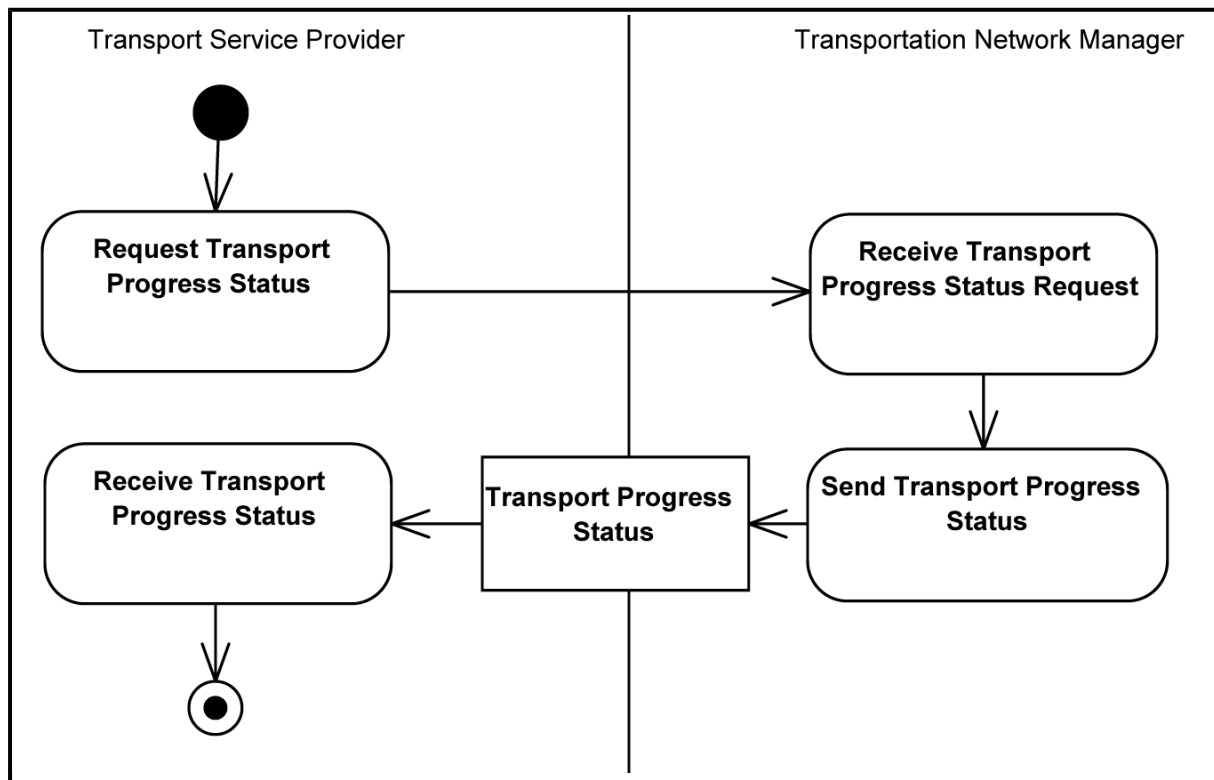 Transport Service Provider
Transportation Network Manager
Request Transport
Progress Status
Receive Transport
Progress Status Request
Receive Transport
Progress Status
Transport Progress
Status
Send Transport Progress
Status